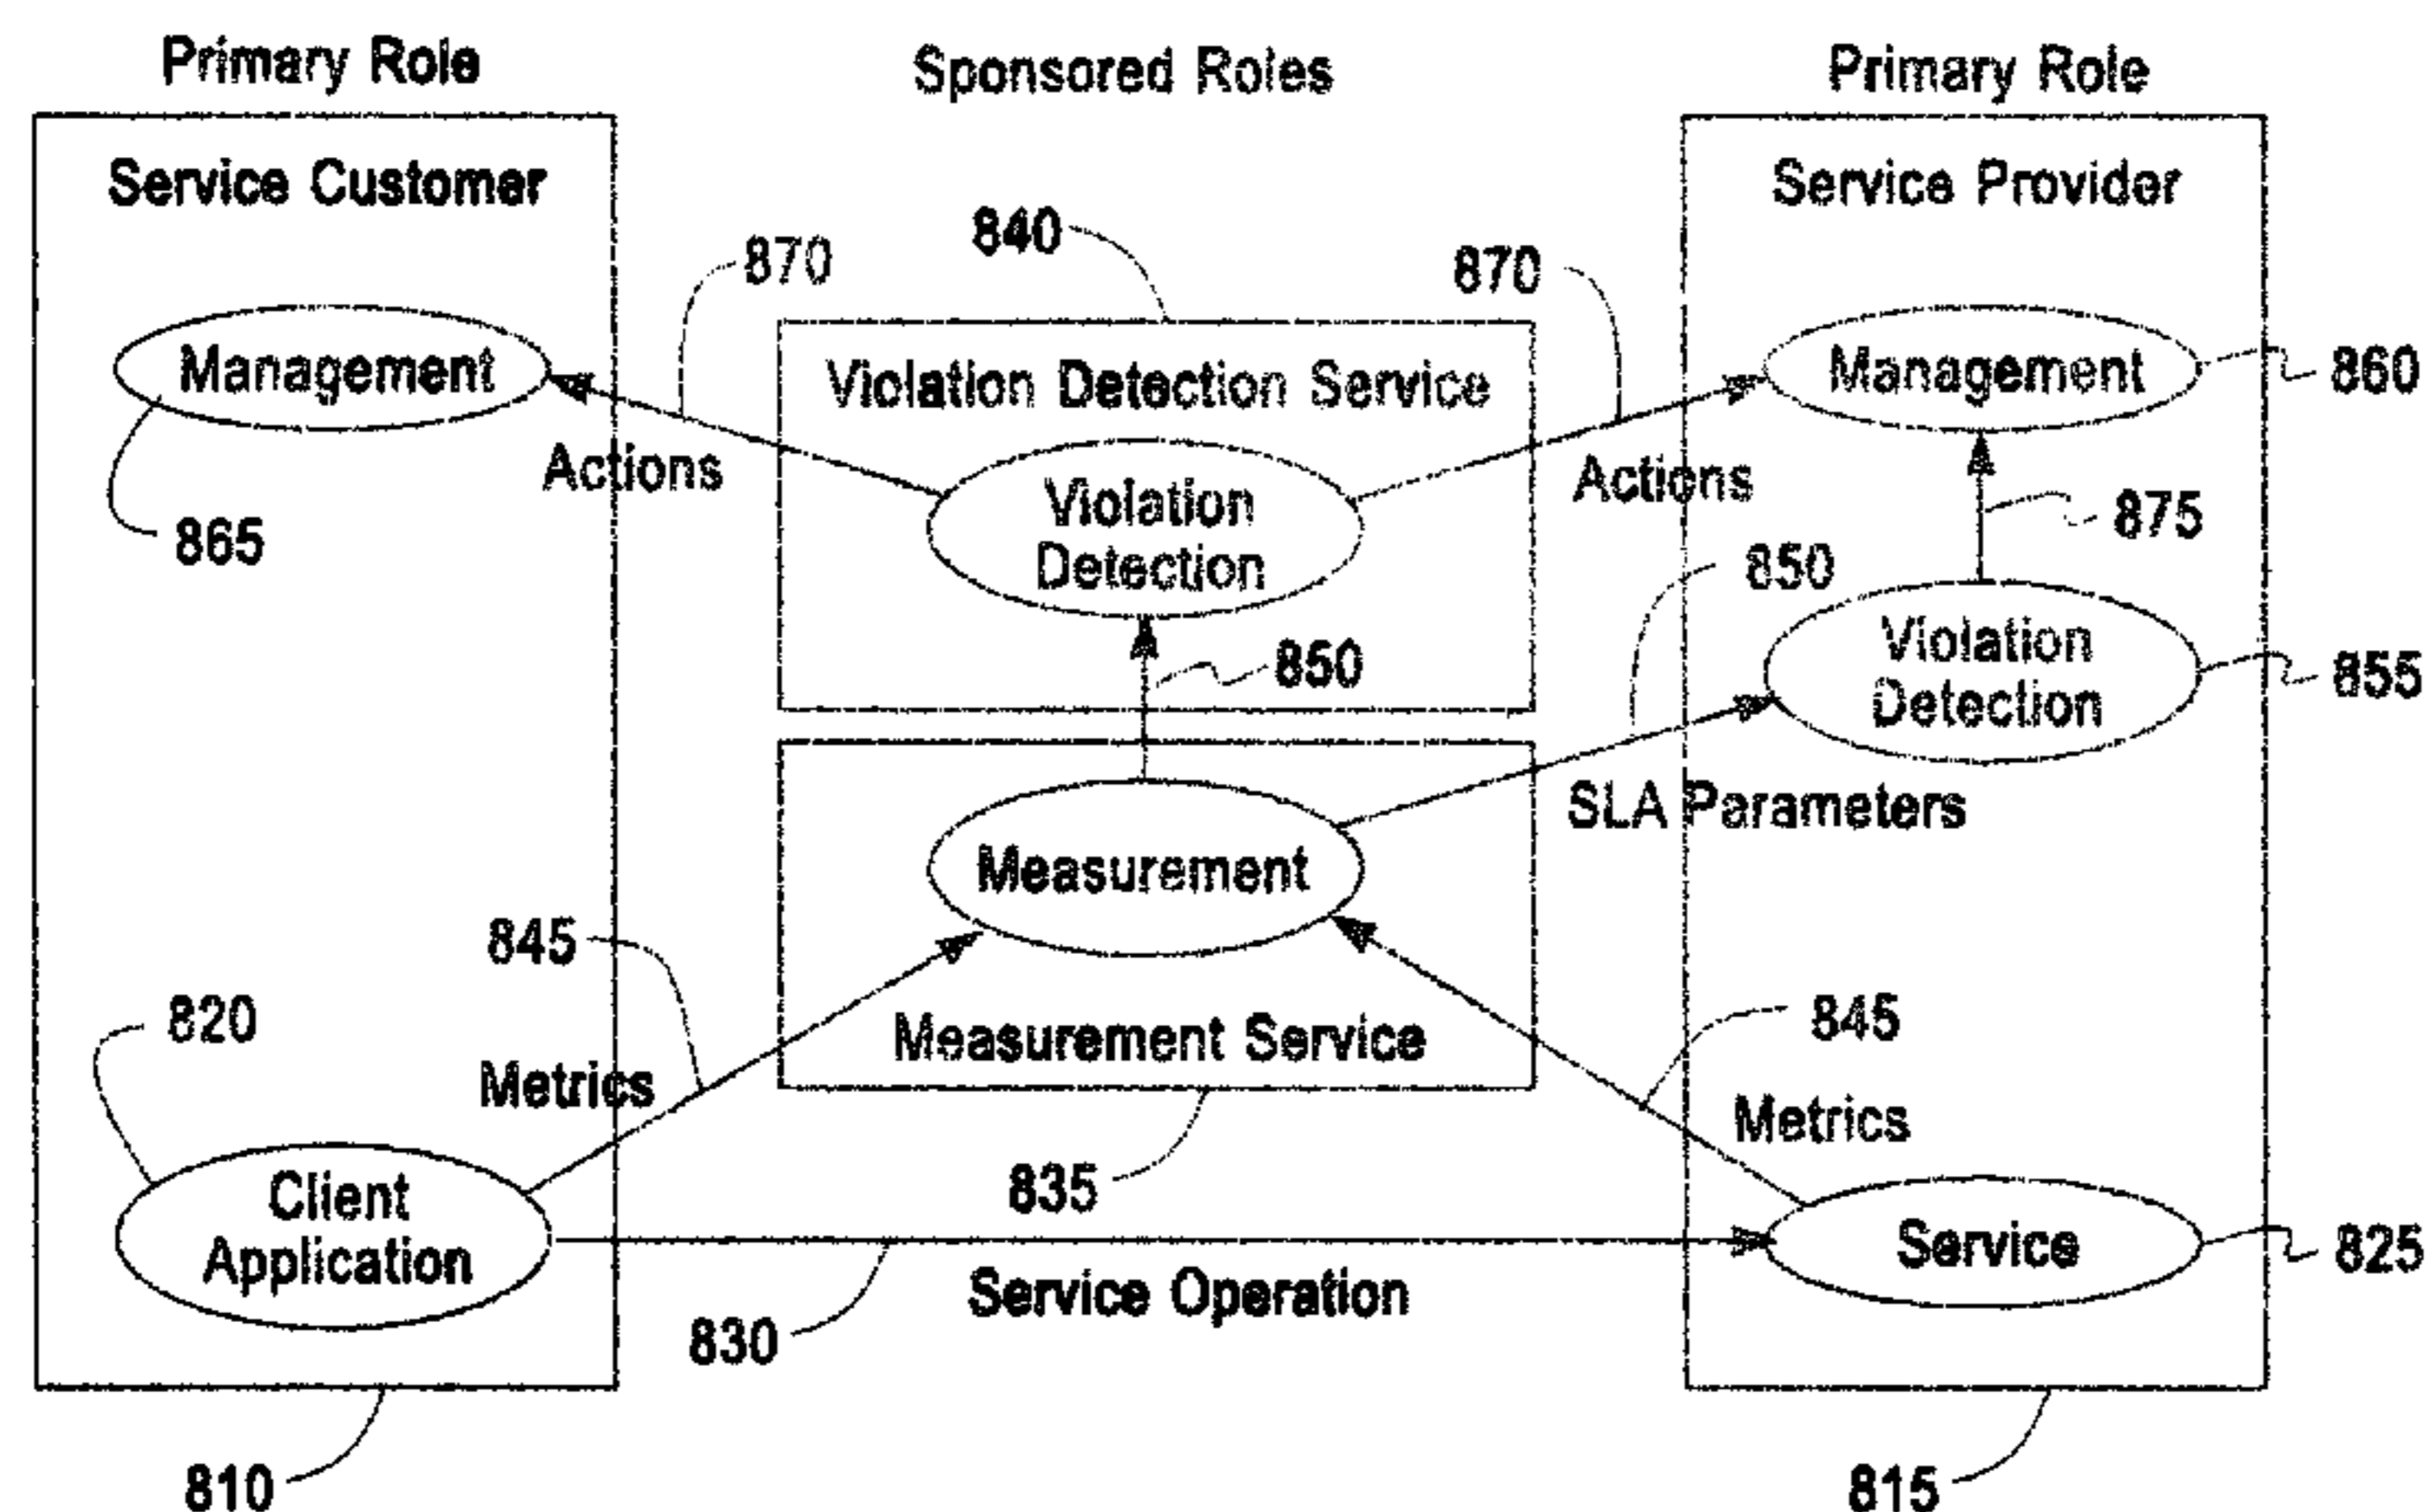 Primary Role
Sponsored Roles
Primary Role
Service Customer
Service Provider
840
870
870
Violation Detection Service
Management
Management
860
Actions
Actions
865
Violation
Detection
875
850
850
Violation
Detection
855
SLA Parameters
Measurement
845
820
Measurement Service
845
Metrics
Metrics
835
Client
Application
Service
825
Service Operation
830
810
815